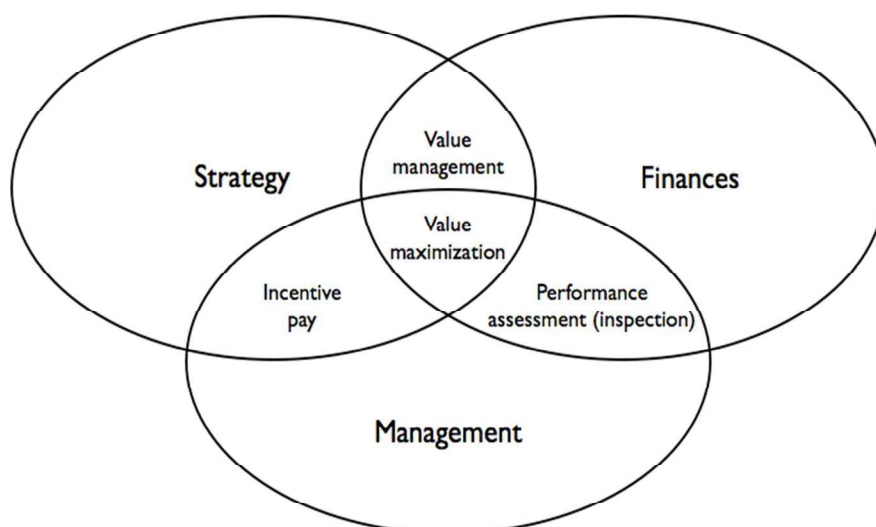 Value
management
Strategy
Finances
Value
maximization
Incentive
pay
Performance
assessment (inspection)
Management